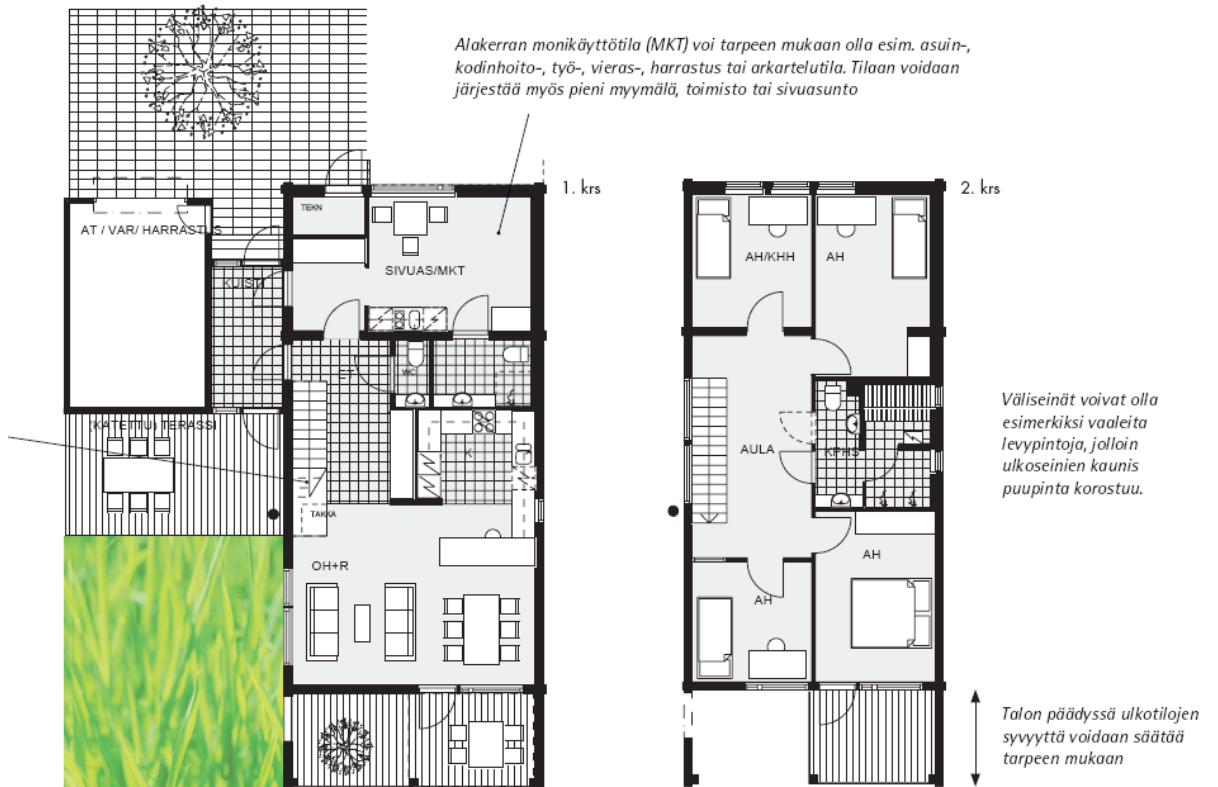 Alakerran monikäyttötila (MKT) voi tarpeen mukaan olla esim. asuin-,
kodinhoito-, työ-, vieras-, harrastus tai arkartelutila. Tilaan voidaan
järjestää myös pieni myymälä, toimisto tai sivuasunto
1. krs
TEKN
AT / VAR/ HARRASTUS
SIVUAS/MKT
KUISTI
ET
WC
(KATETTU) TERASSI
K
TAKKA
OH+R
2. krs
AH/KHH
AH
AULA
KPHS
AH
AH
Väliseinät voivat olla
esimerkiksi vaaleita
levypintoja, jolloin
ulkoseinien kaunis
puupinta korostuu.
Talon päädyssä ulkotilojen
syvyyttä voidaan säätää
tarpeen mukaan